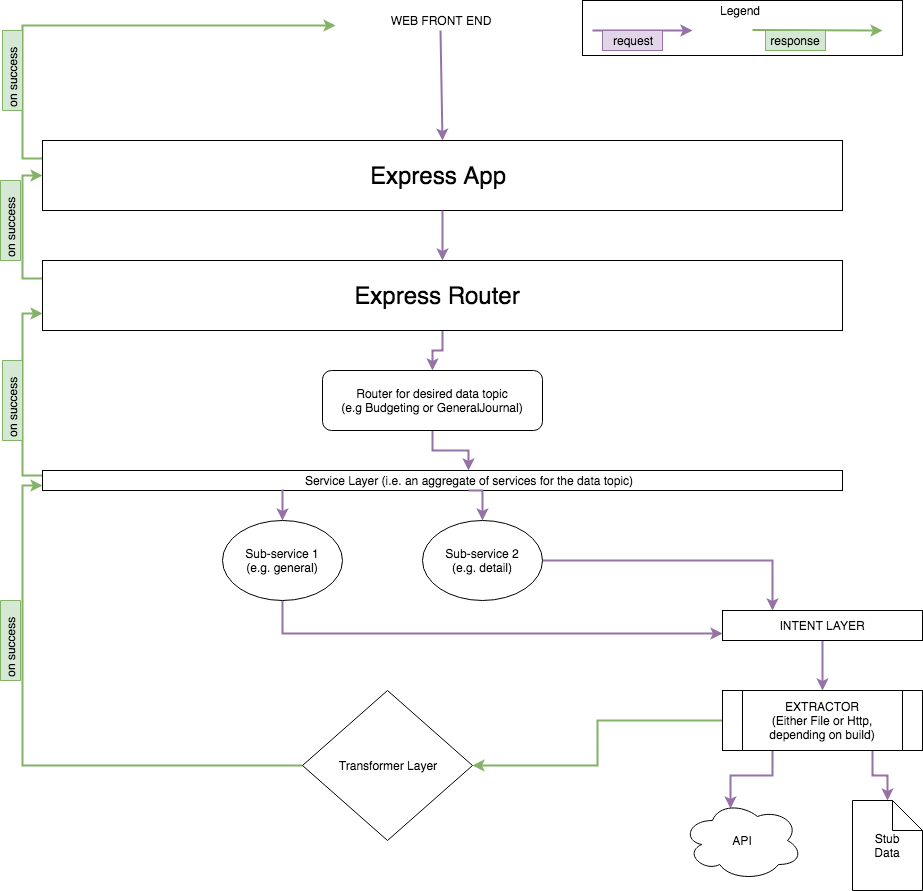 WEB FRONT END
Legend
request
response
on success
Express App
on success
Express Router
on success
Router for desired data topic
(e.g Budgeting or GeneralJournal)
Service Layer (i.e. an aggregate of services for the data topic)
Sub-service 1
(e.g. general)
Sub-service 2
(e.g. detail)
INTENT LAYER
on success
EXTRACTOR
(Either File or Http,
depending on build)
Transformer Layer
API
Stub
Data